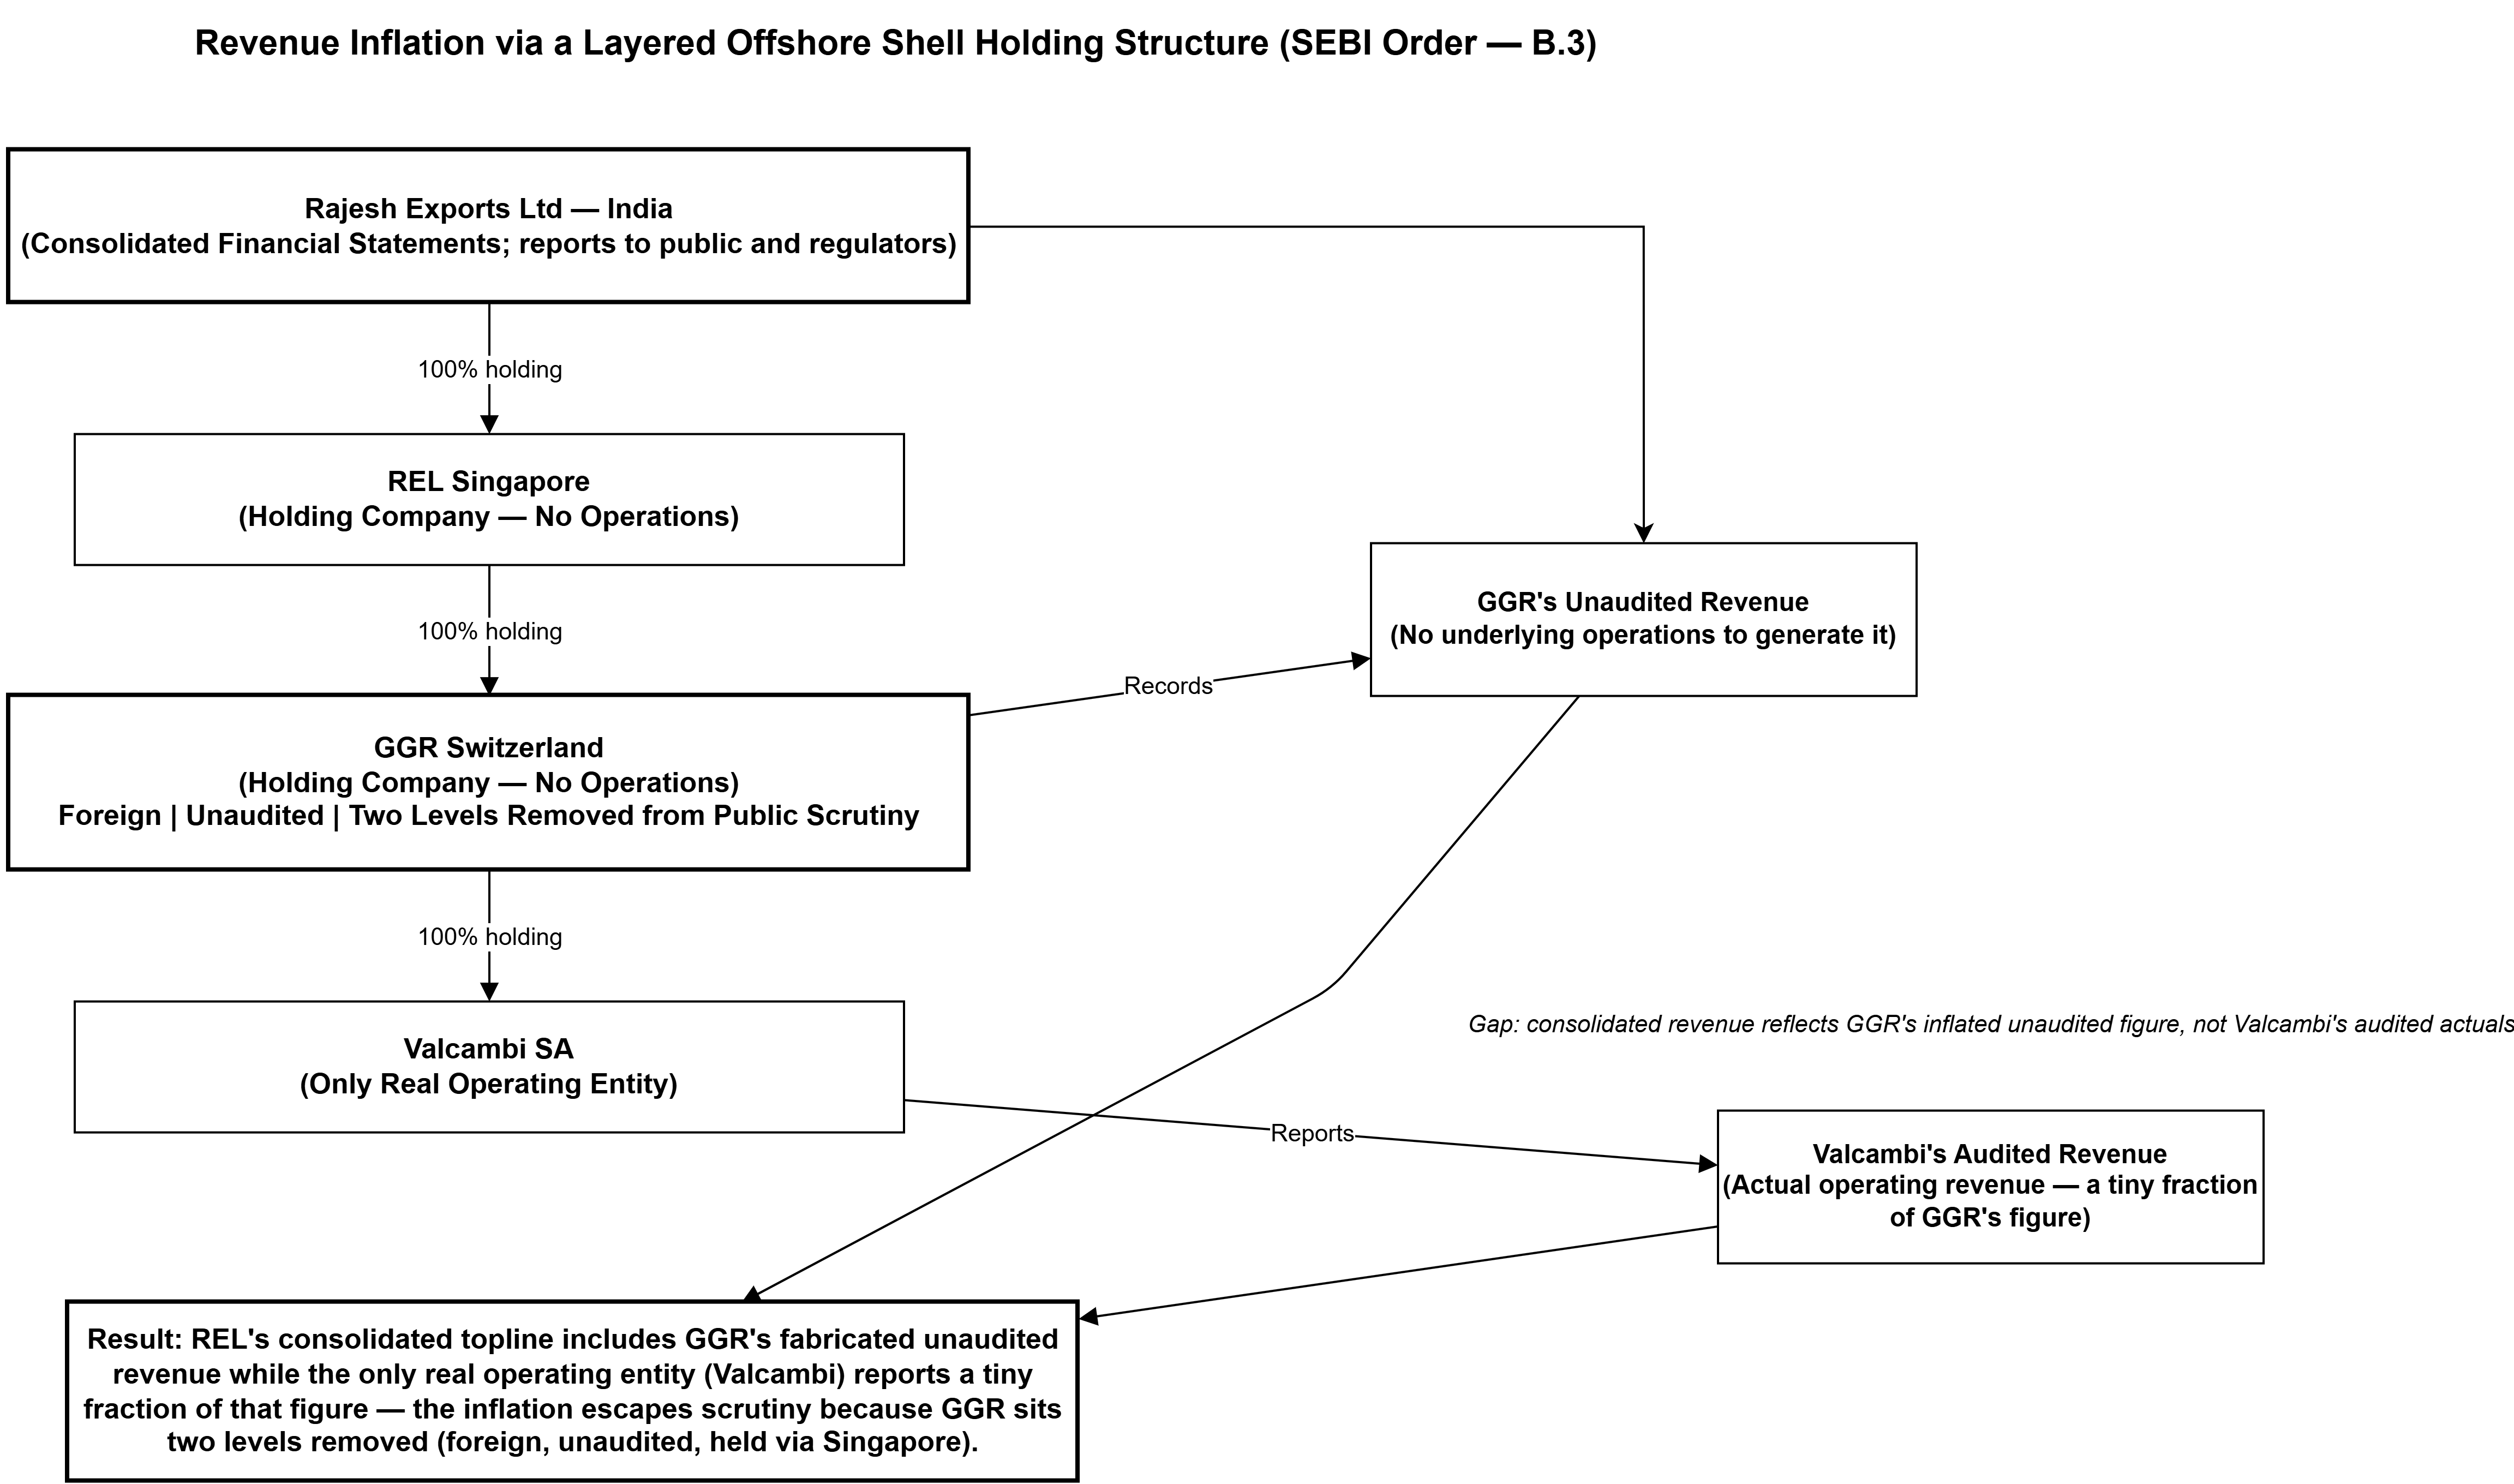 Revenue Inflation via a Layered Offshore Shell Holding Structure (SEBI Order — B.3)
Rajesh Exports Ltd — India
(Consolidated Financial Statements; reports to public and regulators)
100% holding
REL Singapore
(Holding Company — No Operations)
100% holding
GGR's Unaudited Revenue
(No underlying operations to generate it)
Records
GGR Switzerland
(Holding Company — No Operations)
Foreign | Unaudited | Two Levels Removed from Public Scrutiny
100% holding
Gap: consolidated revenue reflects GGR's inflated unaudited figure, not Valcambi's audited actuals
Valcambi SA
(Only Real Operating Entity)
Reports
Valcambi's Audited Revenue
(Actual operating revenue — a tiny fraction
of GGR's figure)
Result: REL's consolidated topline includes GGR's fabricated unaudited
revenue while the only real operating entity (Valcambi) reports a tiny
fraction of that figure — the inflation escapes scrutiny because GGR sits
two levels removed (foreign, unaudited, held via Singapore).